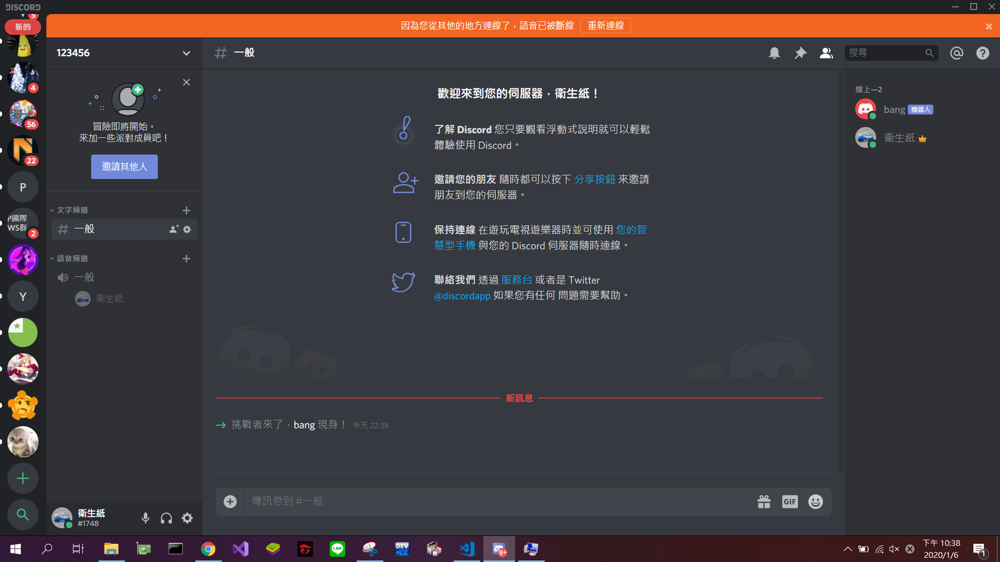 DISCORD
5
新的
因為您從其他的地方連線了，語音已被斷線 重新連線
123456
一般
搜尋
4
56
22
P
P國際
WS群
2
Y
冒險即將開始。
來加一些派對成員吧！
邀請其他人
文字頻道
一般
語音頻道
一般
衛生紙
衛生紙
#1748
歡迎來到您的伺服器，衛生紙！
了解 Discord 您只要觀看浮動式說明就可以輕鬆
體驗使用 Discord。
邀請您的朋友 隨時都可以按下 分享按鈕 來邀請
朋友到您的伺服器。
保持連線 在遊玩電視遊樂器時並可使用 您的智
慧型手機 與您的 Discord 伺服器隨時連線。
聯絡我們 透過 服務台 或者是 Twitter
@discordapp 如果您有任何 問題需要幫助。
新訊息
挑戰者來了，bang 現身！ 今天 22:38
傳訊息到 #一般
GIF
線上—2
bang 機器人
衛生紙
LINE
DEV
C++
9+
下午 10:38
2020/1/6
1